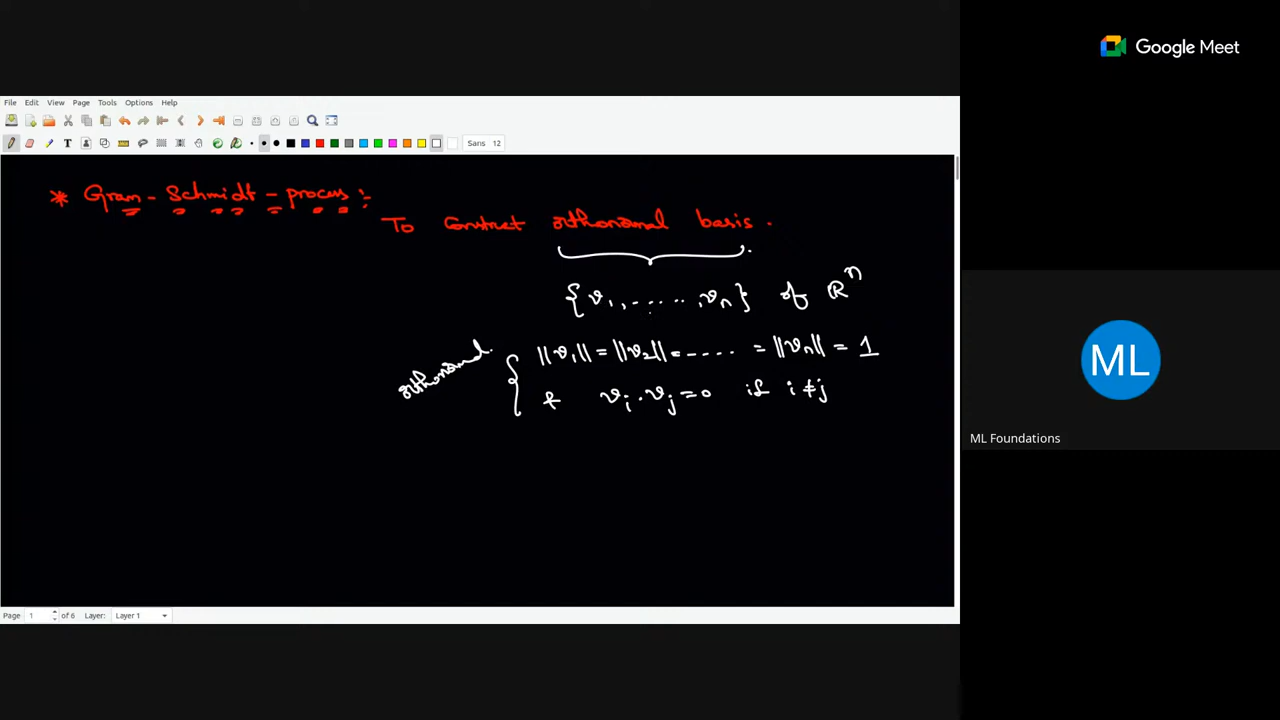 Google Meet
File Edit View Page Tools Options Help
Sans 12
* Gram - Schmidt - process :-
To construct orthonormal basis .
{v₁, ..... , vₙ} of ℝⁿ
||v₁|| = ||v₂|| = .... = ||vₙ|| = 1
orthonormal.
& vᵢ . vⱼ = 0 if i ≠ j
ML
ML Foundations
Page 1 of 6 Layer: Layer 1